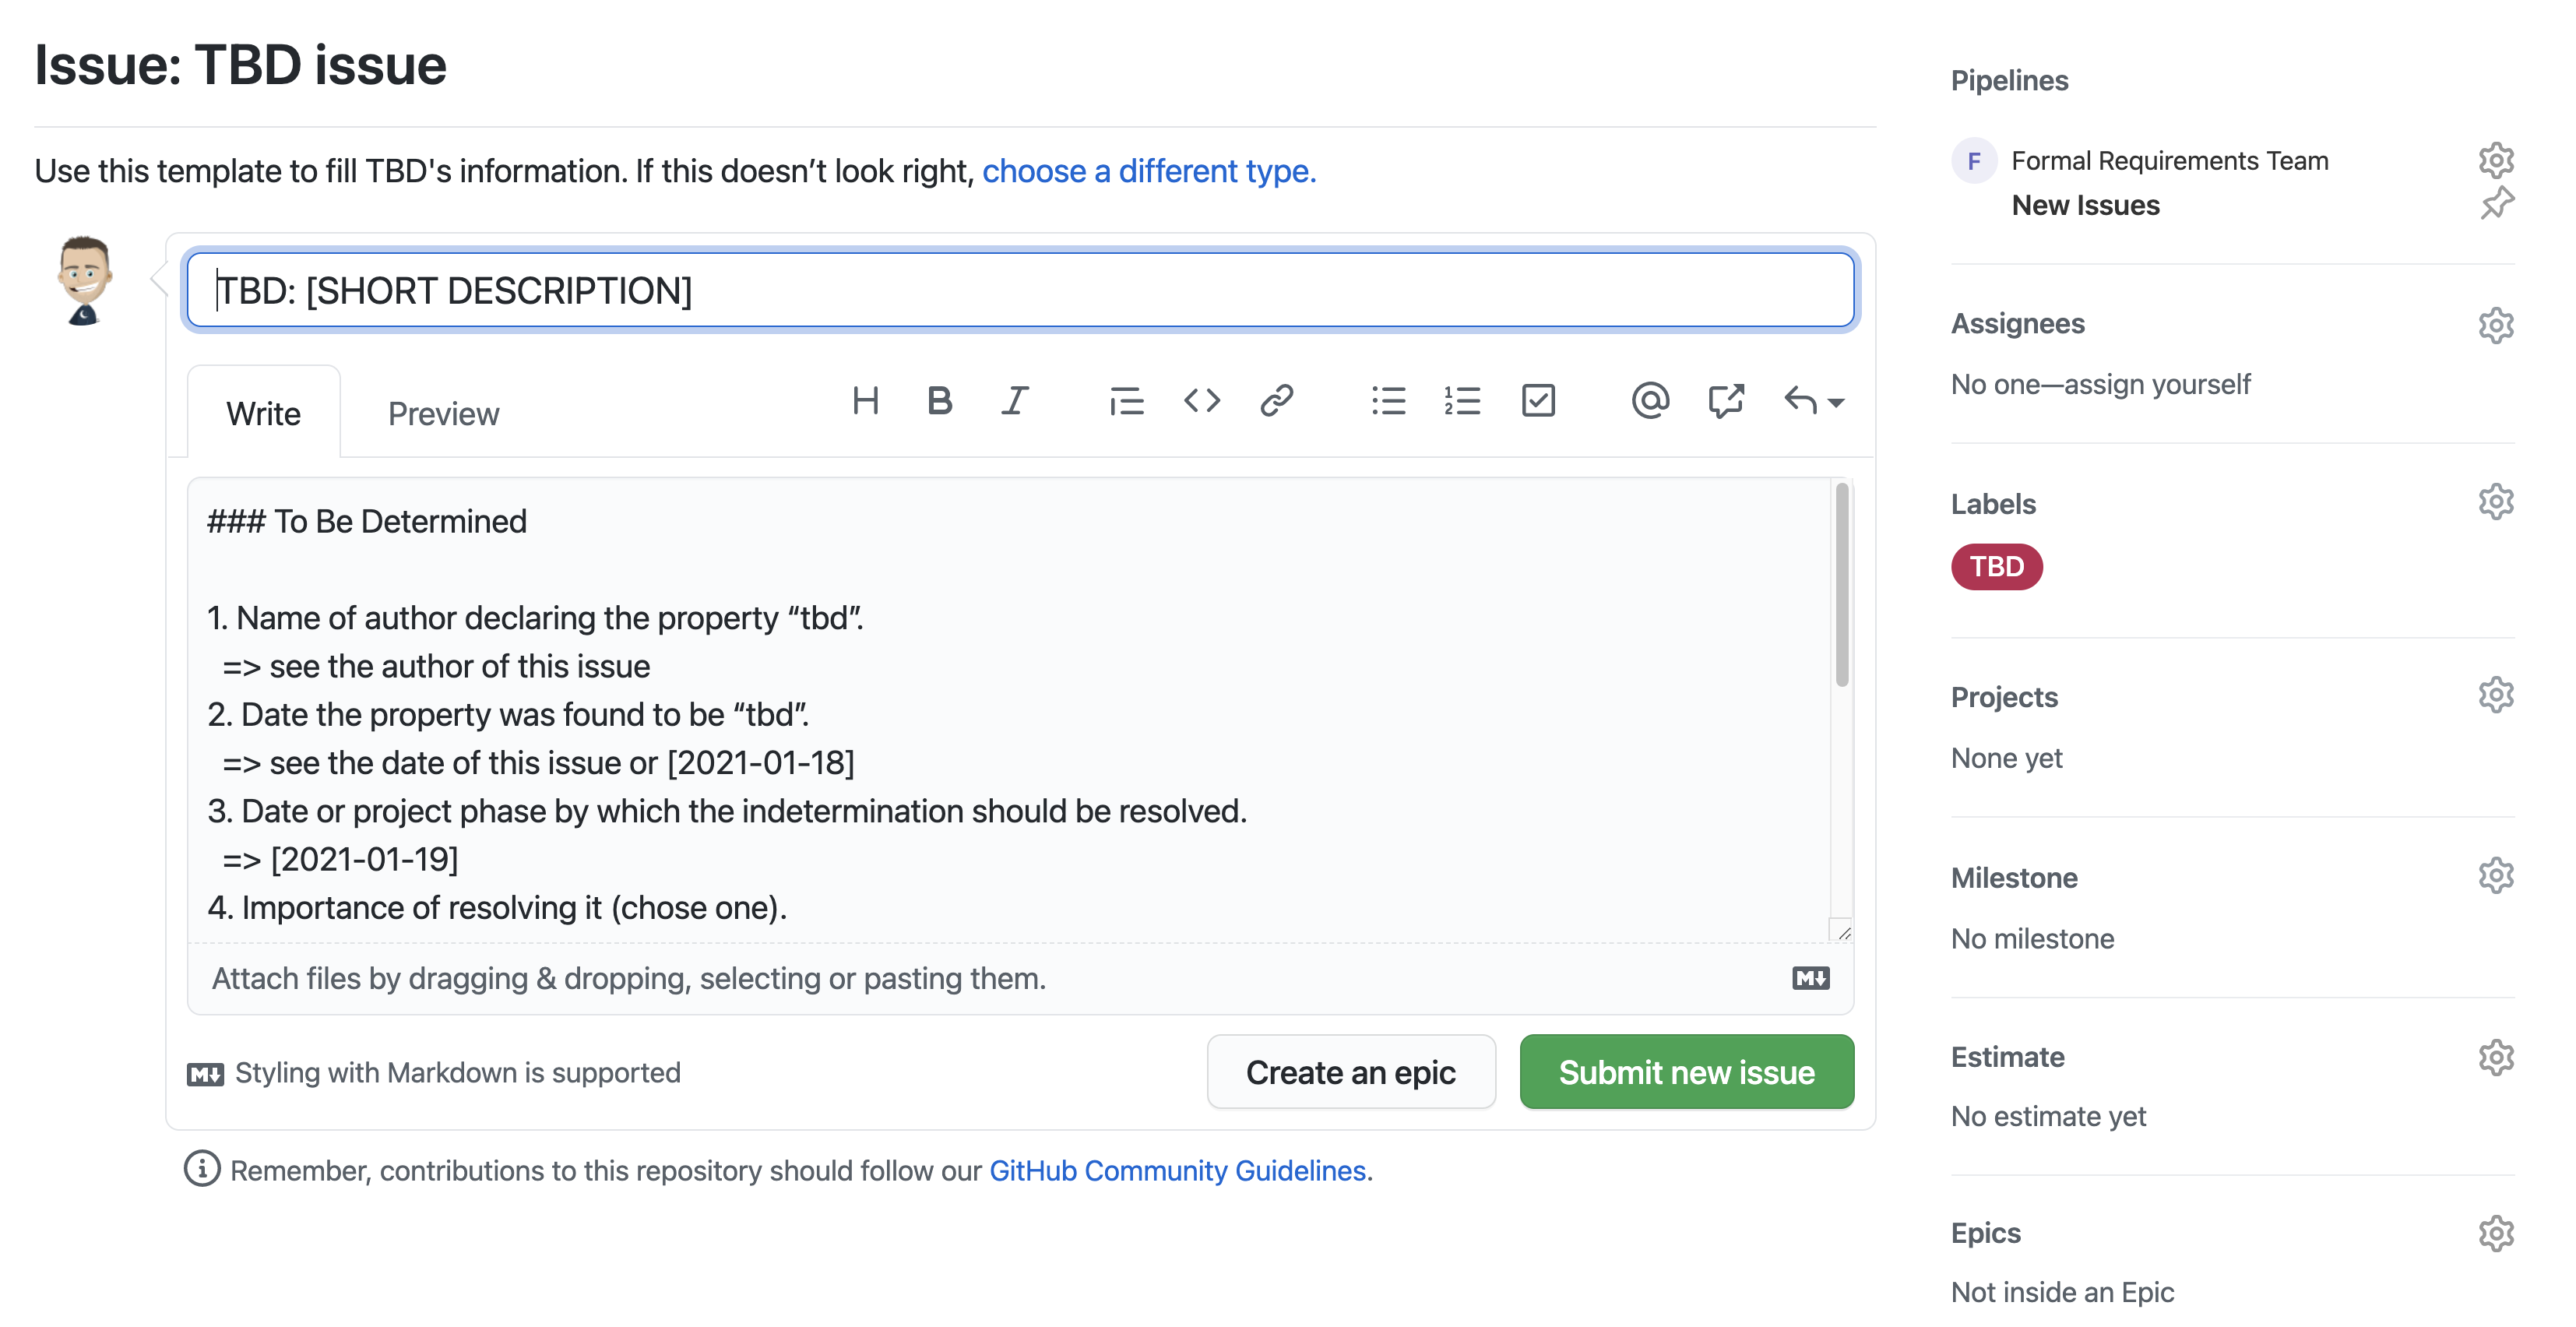 Issue: TBD issue
Use this template to fill TBD's information. If this doesn’t look right, choose a different type.
TBD: [SHORT DESCRIPTION]
Write
Preview
### To Be Determined
1. Name of author declaring the property “tbd”.
=> see the author of this issue
2. Date the property was found to be “tbd”.
=> see the date of this issue or [2021-01-18]
3. Date or project phase by which the indetermination should be resolved.
=> [2021-01-19]
4. Importance of resolving it (chose one).
Attach files by dragging & dropping, selecting or pasting them.
Styling with Markdown is supported
Create an epic
Submit new issue
Remember, contributions to this repository should follow our GitHub Community Guidelines.
Pipelines
F Formal Requirements Team
New Issues
Assignees
No one—assign yourself
Labels
TBD
Projects
None yet
Milestone
No milestone
Estimate
No estimate yet
Epics
Not inside an Epic